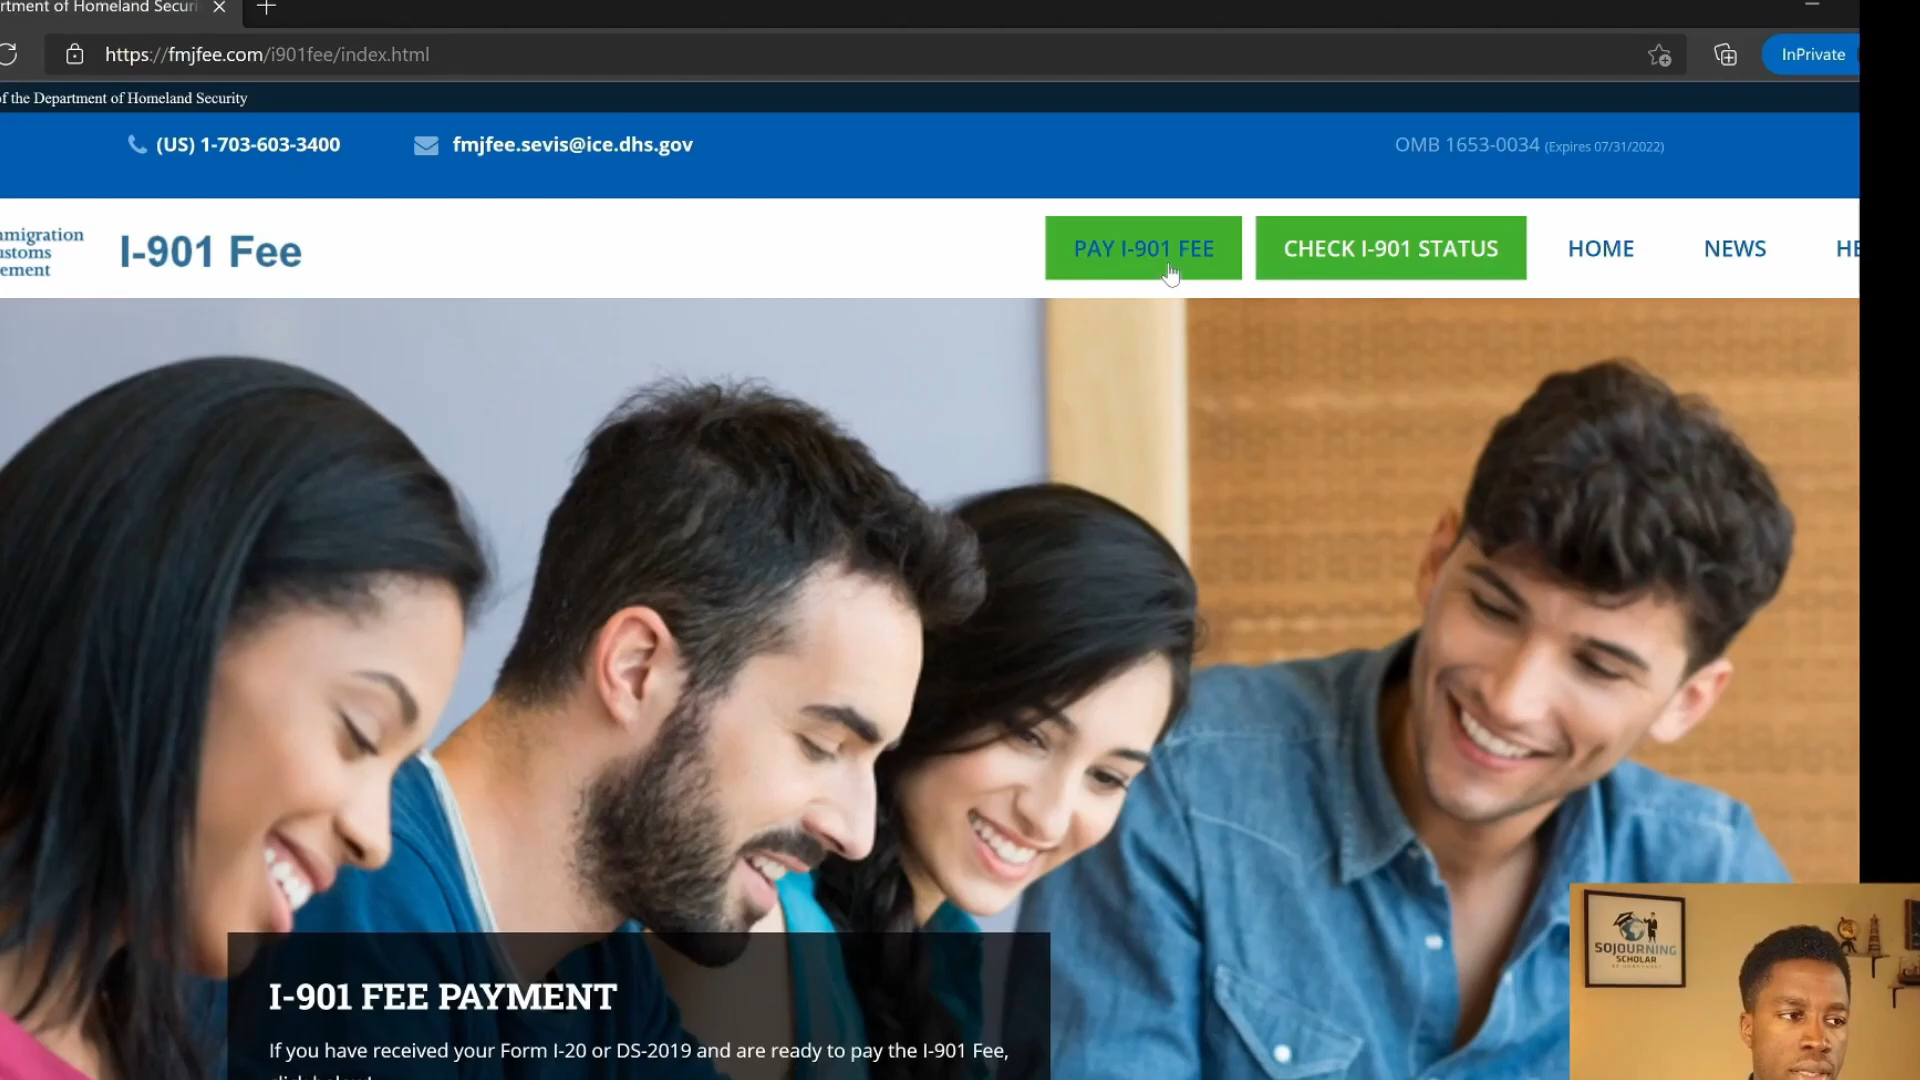 rtment of Homeland Securi
https://fmjfee.com/i901fee/index.html
InPrivate
of the Department of Homeland Security
(US) 1-703-603-3400
fmjfee.sevis@ice.dhs.gov
OMB 1653-0034 (Expires 07/31/2022)
mmigration
ustoms
ement
I-901 Fee
PAY I-901 FEE
CHECK I-901 STATUS
HOME
NEWS
HE
I-901 FEE PAYMENT
If you have received your Form I-20 or DS-2019 and are ready to pay the I-901 Fee,
SOJOURNING
SCHOLAR